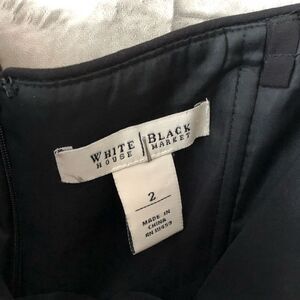 WHITE BLACK
HOUSE MARKET
2
MADE IN
CHINA